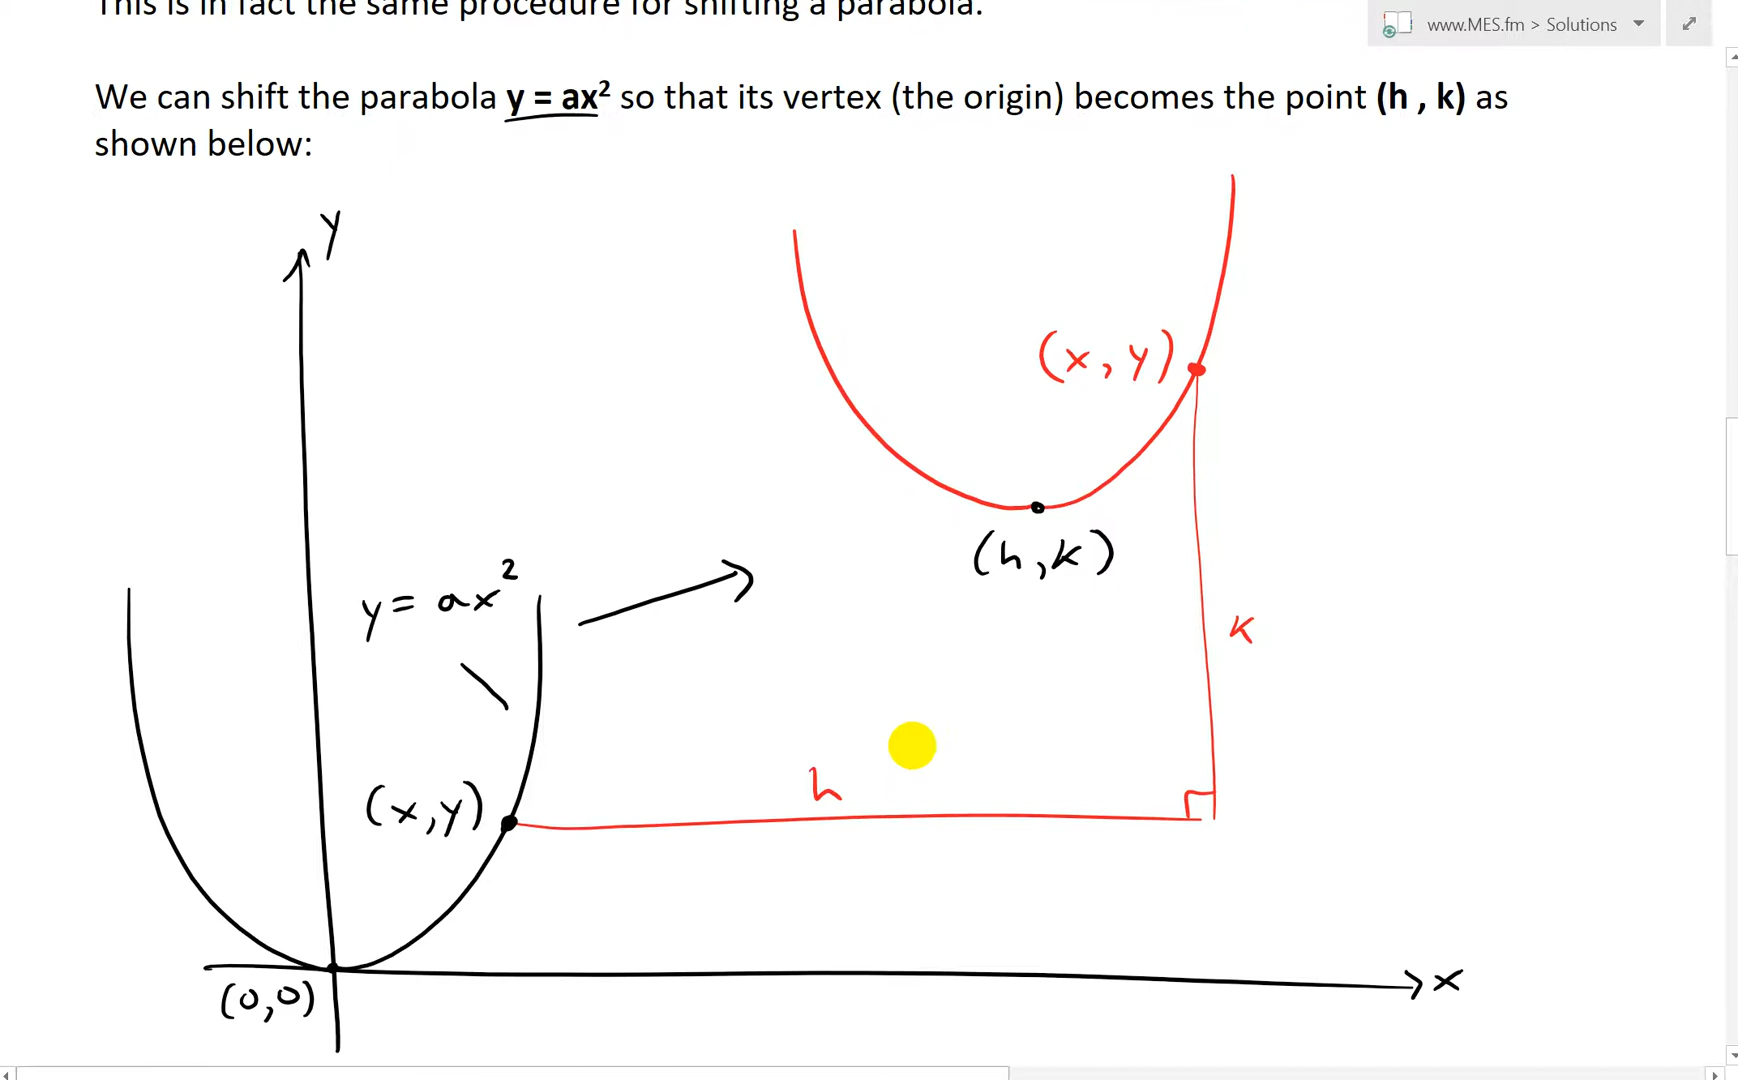 This is in fact the same procedure for shifting a parabola.
www.MES.fm > Solutions
We can shift the parabola y = ax² so that its vertex (the origin) becomes the point (h , k) as
shown below:
y
(x, y)
(h, k)
y = ax²
k
h
(x, y)
x
(0,0)